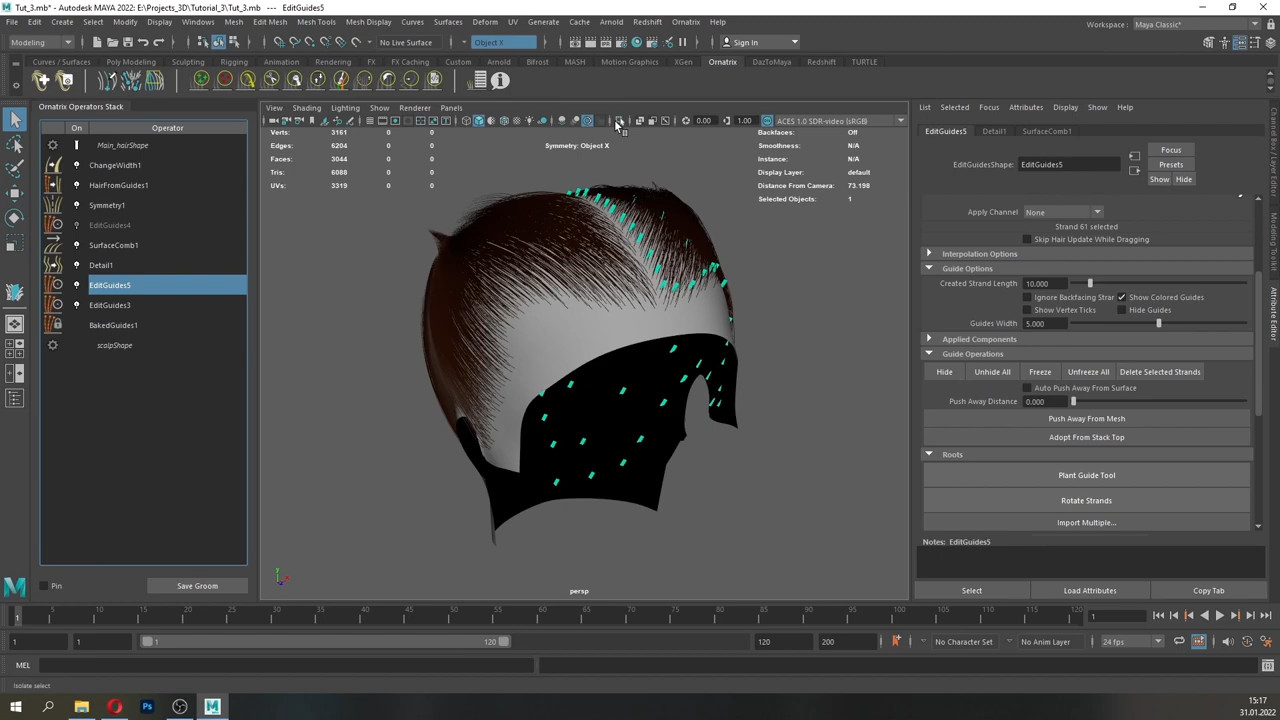 Tut_3.mb* - Autodesk MAYA 2022: E:\Projects_3D\Tutorial_3\Tut_3.mb --- EditGuides5
File Edit Create Select Modify Display Windows Mesh Edit Mesh Mesh Tools Mesh Display Curves Surfaces Deform UV Generate Cache Arnold Redshift Ornatrix Help
Workspace : Maya Classic*
Modeling No Live Surface Object X Sign In
Curves / Surfaces Poly Modeling Sculpting Rigging Animation Rendering FX FX Caching Custom Arnold Bifrost MASH Motion Graphics XGen Ornatrix DazToMaya Redshift TURTLE
Ornatrix Operators Stack
On Operator
Main_hairShape
ChangeWidth1
HairFromGuides1
Symmetry1
EditGuides4
SurfaceComb1
Detail1
EditGuides5
EditGuides3
BakedGuides1
scalpShape
Pin Save Groom
View Shading Lighting Show Renderer Panels
0.00 1.00 ACES 1.0 SDR-video (sRGB)
Verts: 3161 0 0
Edges: 6204 0 0
Faces: 3044 0 0
Tris: 6088 0 0
UVs: 3319 0 0
Symmetry: Object X
Backfaces: Off
Smoothness: N/A
Instance: N/A
Display Layer: default
Distance From Camera: 73.198
Selected Objects: 1
persp
List Selected Focus Attributes Display Show Help
EditGuides5 Detail1 SurfaceComb1
EditGuidesShape: EditGuides5
Focus
Presets
Show Hide
Apply Channel None
Strand 61 selected
Skip Hair Update While Dragging
Interpolation Options
Guide Options
Created Strand Length 10.000
Ignore Backfacing Strar Show Colored Guides
Show Vertex Ticks Hide Guides
Guides Width 5.000
Applied Components
Guide Operations
Hide Unhide All Freeze Unfreeze All Delete Selected Strands
Auto Push Away From Surface
Push Away Distance 0.000
Push Away From Mesh
Adopt From Stack Top
Roots
Plant Guide Tool
Rotate Strands
Import Multiple...
Notes: EditGuides5
Select Load Attributes Copy Tab
Modeling Toolkit
Attribute Editor
5 10 15 20 25 30 35 40 45 50 55 60 65 70 75 80 85 90 95 100 105 110 115 120
1
1
1 1 1 120 120 200 No Character Set No Anim Layer 24 fps
MEL
Isolate select
15:17
31.01.2022